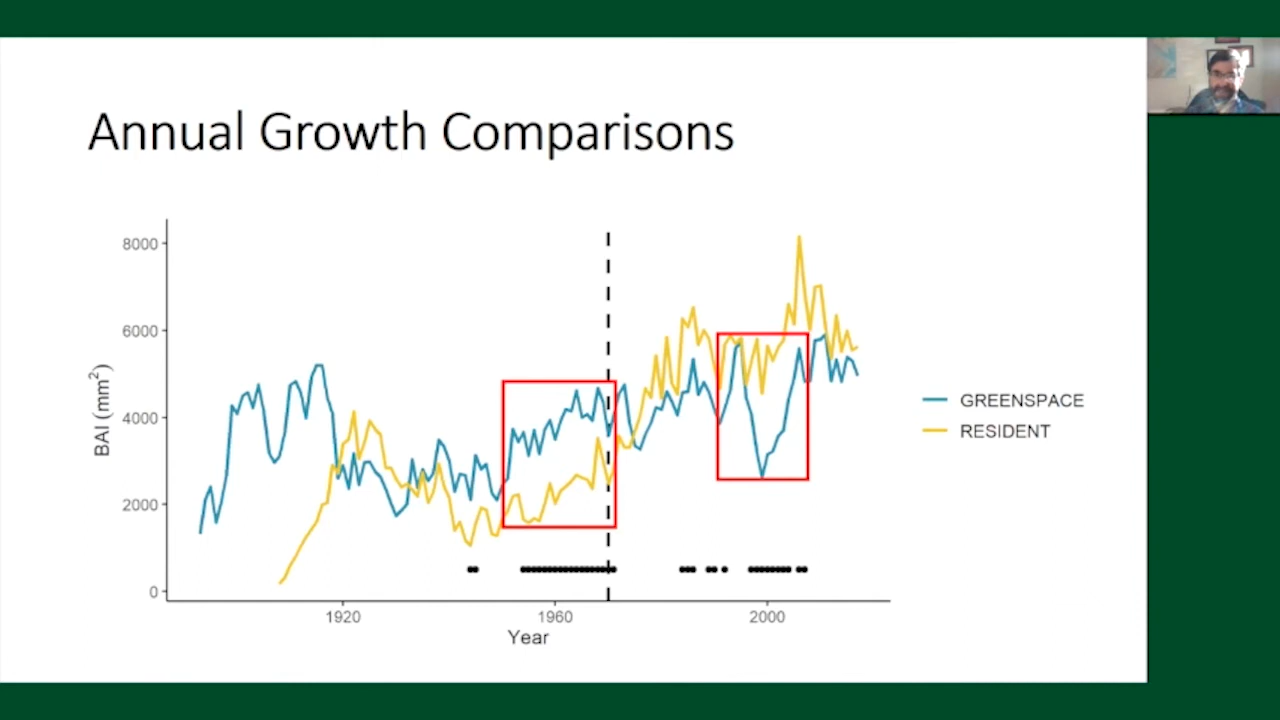 Annual Growth Comparisons
8000
6000
4000
2000
0
BAI (mm²)
1920
1960
2000
Year
GREENSPACE
RESIDENT